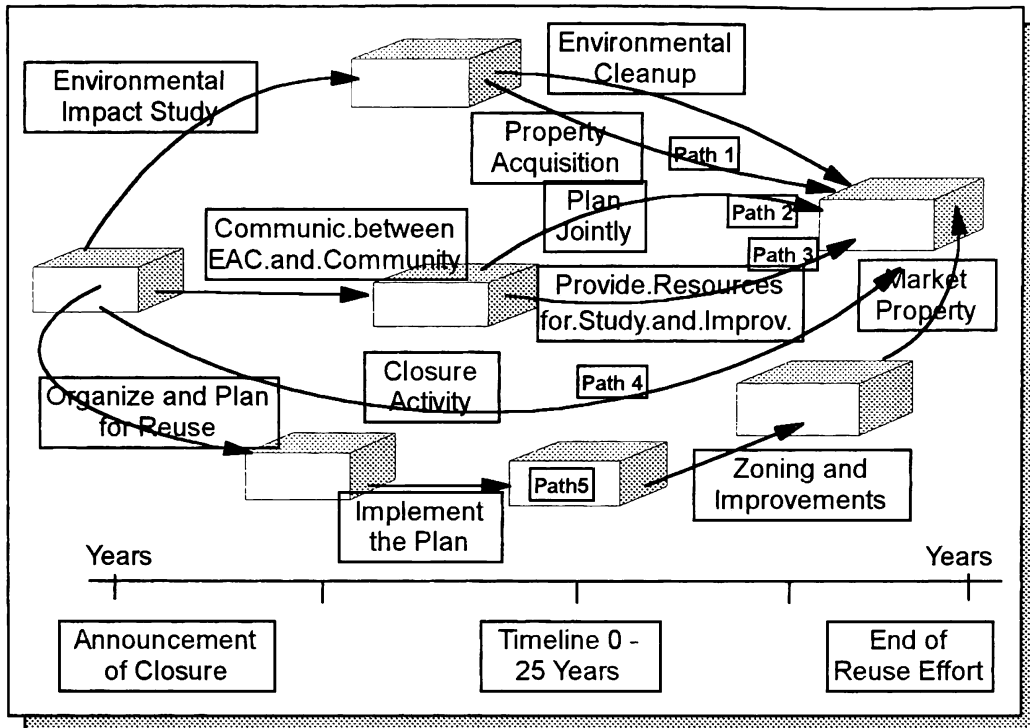 Environmental
Impact Study
Environmental
Cleanup
Property
Acquisition
Path 1
Plan
Jointly
Path 2
Communic.between
EAC.and.Community
Path 3
Provide.Resources
for.Study.and.Improv.
Market
Property
Closure
Activity
Path 4
Organize and Plan
for Reuse
Path5
Zoning and
Improvements
Implement
the Plan
Years
Years
Announcement
of Closure
Timeline 0 -
25 Years
End of
Reuse Effort